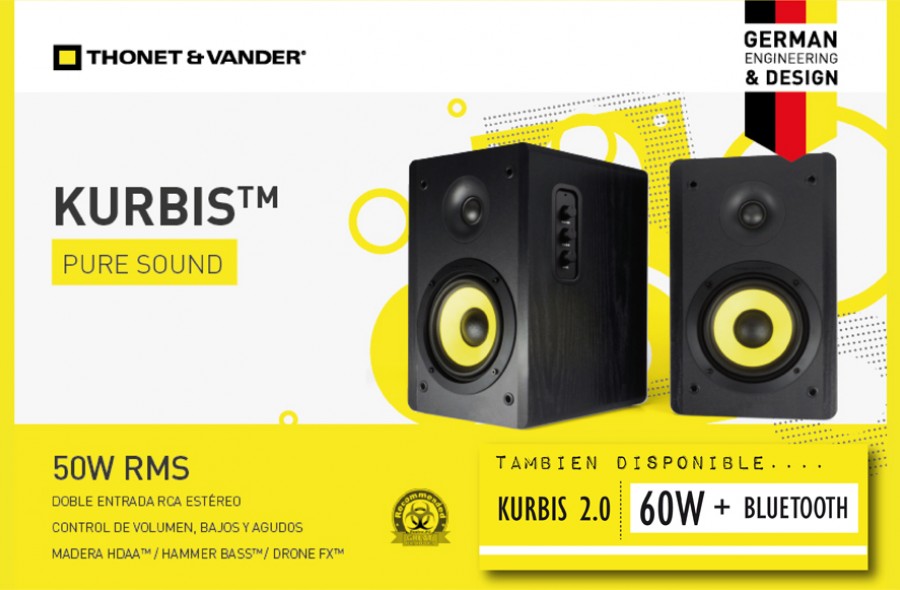 THONET & VANDER®
GERMAN
ENGINEERING
& DESIGN
KURBIS™
PURE SOUND
50W RMS
DOBLE ENTRADA RCA ESTÉREO
CONTROL DE VOLUMEN, BAJOS Y AGUDOS
MADERA HDAA™ / HAMMER BASS™ / DRONE FX™
Recommended
TAMBIEN DISPONIBLE....
KURBIS 2.0
60W + BLUETOOTH